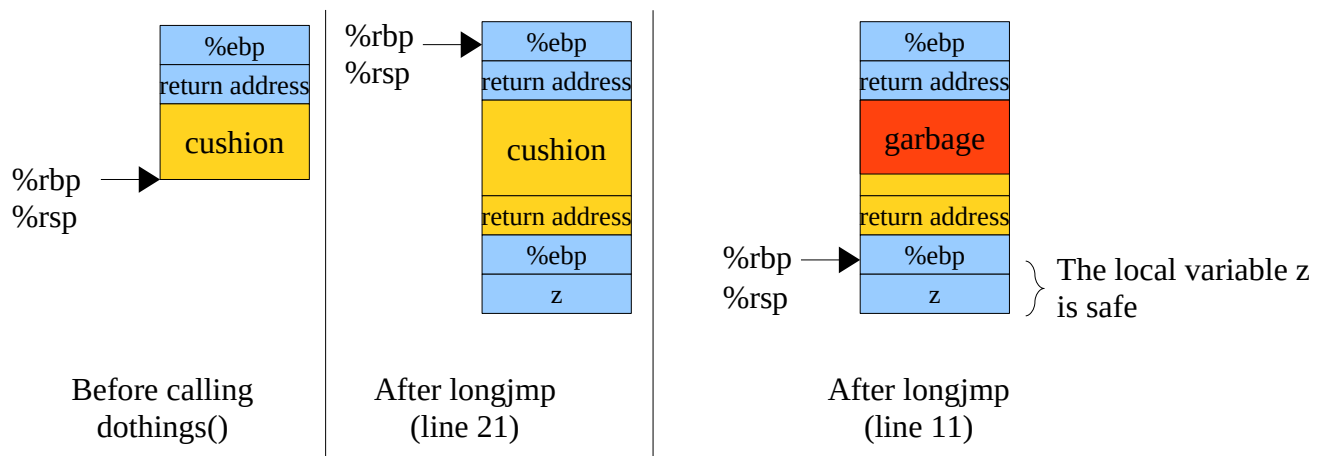 %ebp
return address
cushion
%rbp
%rsp
Before calling
dothings()
%rbp
%rsp
%ebp
return address
cushion
return address
%ebp
z
After longjmp
(line 21)
%ebp
return address
garbage
return address
%rbp
%rsp
%ebp
z
The local variable z
is safe
After longjmp
(line 11)